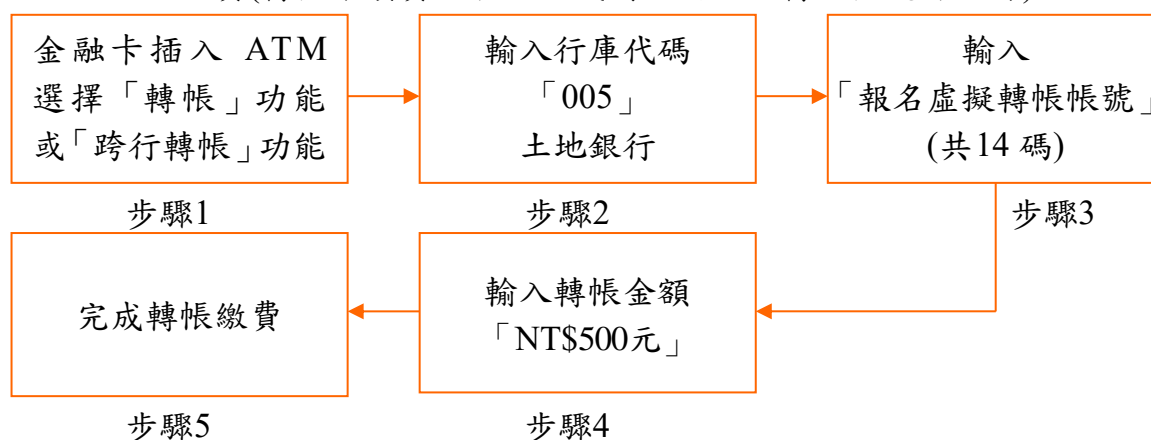 金融卡插入 ATM
選擇「轉帳」功能
或「跨行轉帳」功能
步驟1
輸入行庫代碼
「005」
土地銀行
步驟2
輸入
「報名虛擬轉帳帳號」
(共14 碼)
步驟3
輸入轉帳金額
「NT$500元」
步驟4
完成轉帳繳費
步驟5